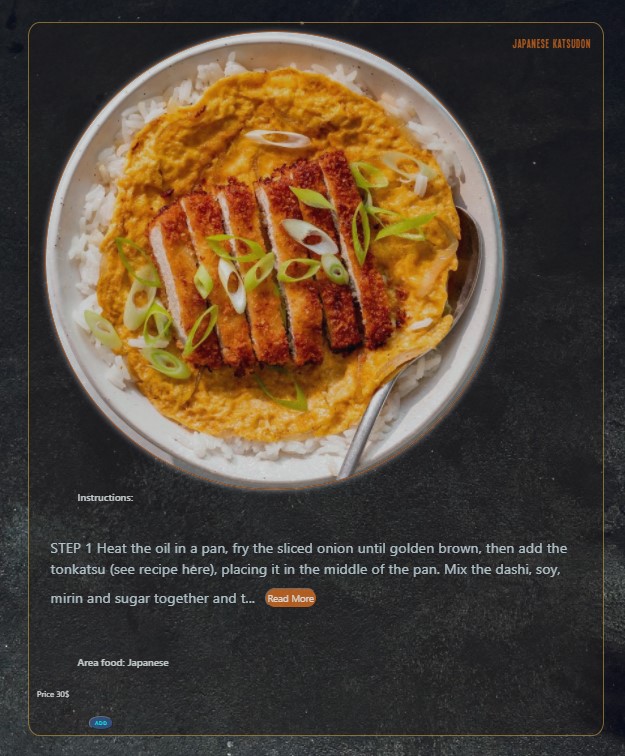 JAPANESE KATSUDON
Instructions:
STEP 1 Heat the oil in a pan, fry the sliced onion until golden brown, then add the
tonkatsu (see recipe here), placing it in the middle of the pan. Mix the dashi, soy,
mirin and sugar together and t... Read More
Area food: Japanese
Price 30$
ADD